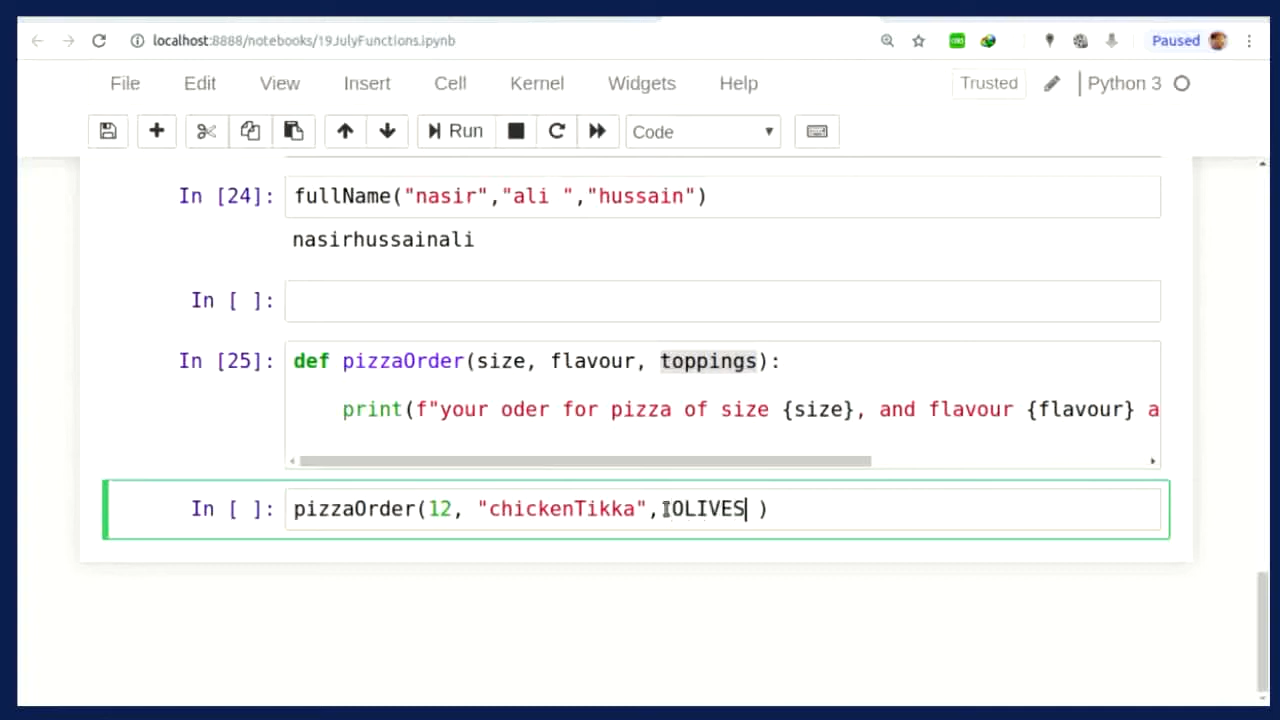 localhost:8888/notebooks/19JulyFunctions.ipynb
Paused
File Edit View Insert Cell Kernel Widgets Help
Trusted
Python 3
Run
Code
In [24]: fullName("nasir","ali ","hussain")
nasirhussainali
In [ ]:
In [25]: def pizzaOrder(size, flavour, toppings):
print(f"your oder for pizza of size {size}, and flavour {flavour} a
In [ ]: pizzaOrder(12, "chickenTikka", OLIVES )